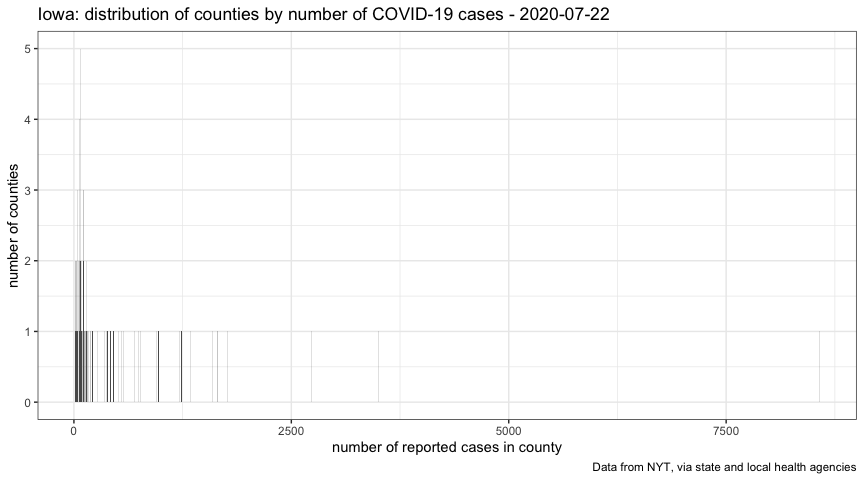 Iowa: distribution of counties by number of COVID-19 cases - 2020-07-22
5
4
3
2
1
0
number of counties
0 2500 5000 7500
number of reported cases in county
Data from NYT, via state and local health agencies